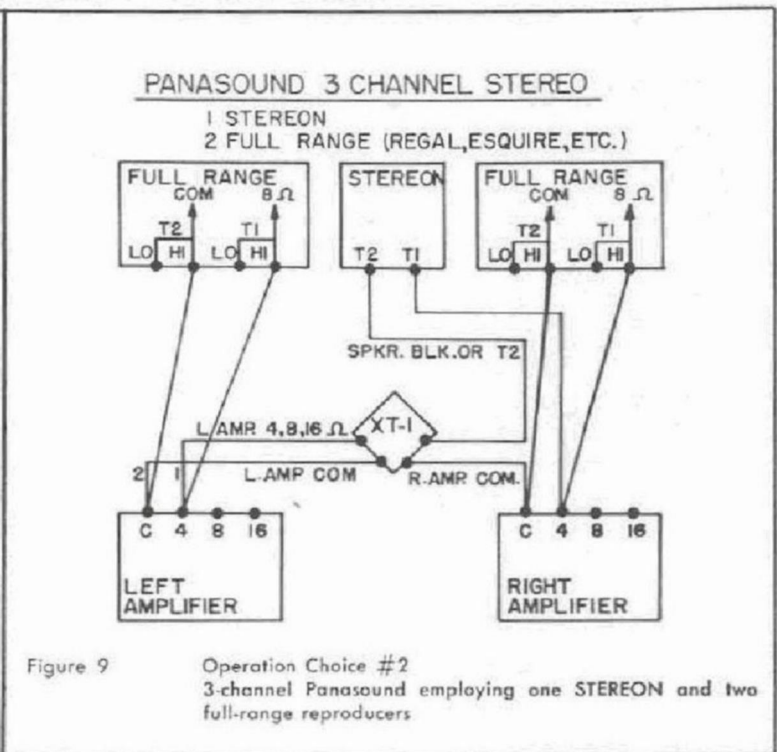 PANASOUND 3 CHANNEL STEREO
1 STEREON
2 FULL RANGE (REGAL,ESQUIRE,ETC.)
FULL RANGE
COM 8 Ω
T2 T1
LO HI LO HI
STEREON
T2 T1
FULL RANGE
COM 8 Ω
T2 T1
LO HI LO HI
SPKR. BLK. OR T2
L.AMP. 4,8,16 Ω
XT-1
2 1 L.AMP COM R.AMP COM.
C 4 8 16
LEFT
AMPLIFIER
C 4 8 16
RIGHT
AMPLIFIER
Figure 9 Operation Choice #2
3-channel Panasound employing one STEREON and two
full-range reproducers